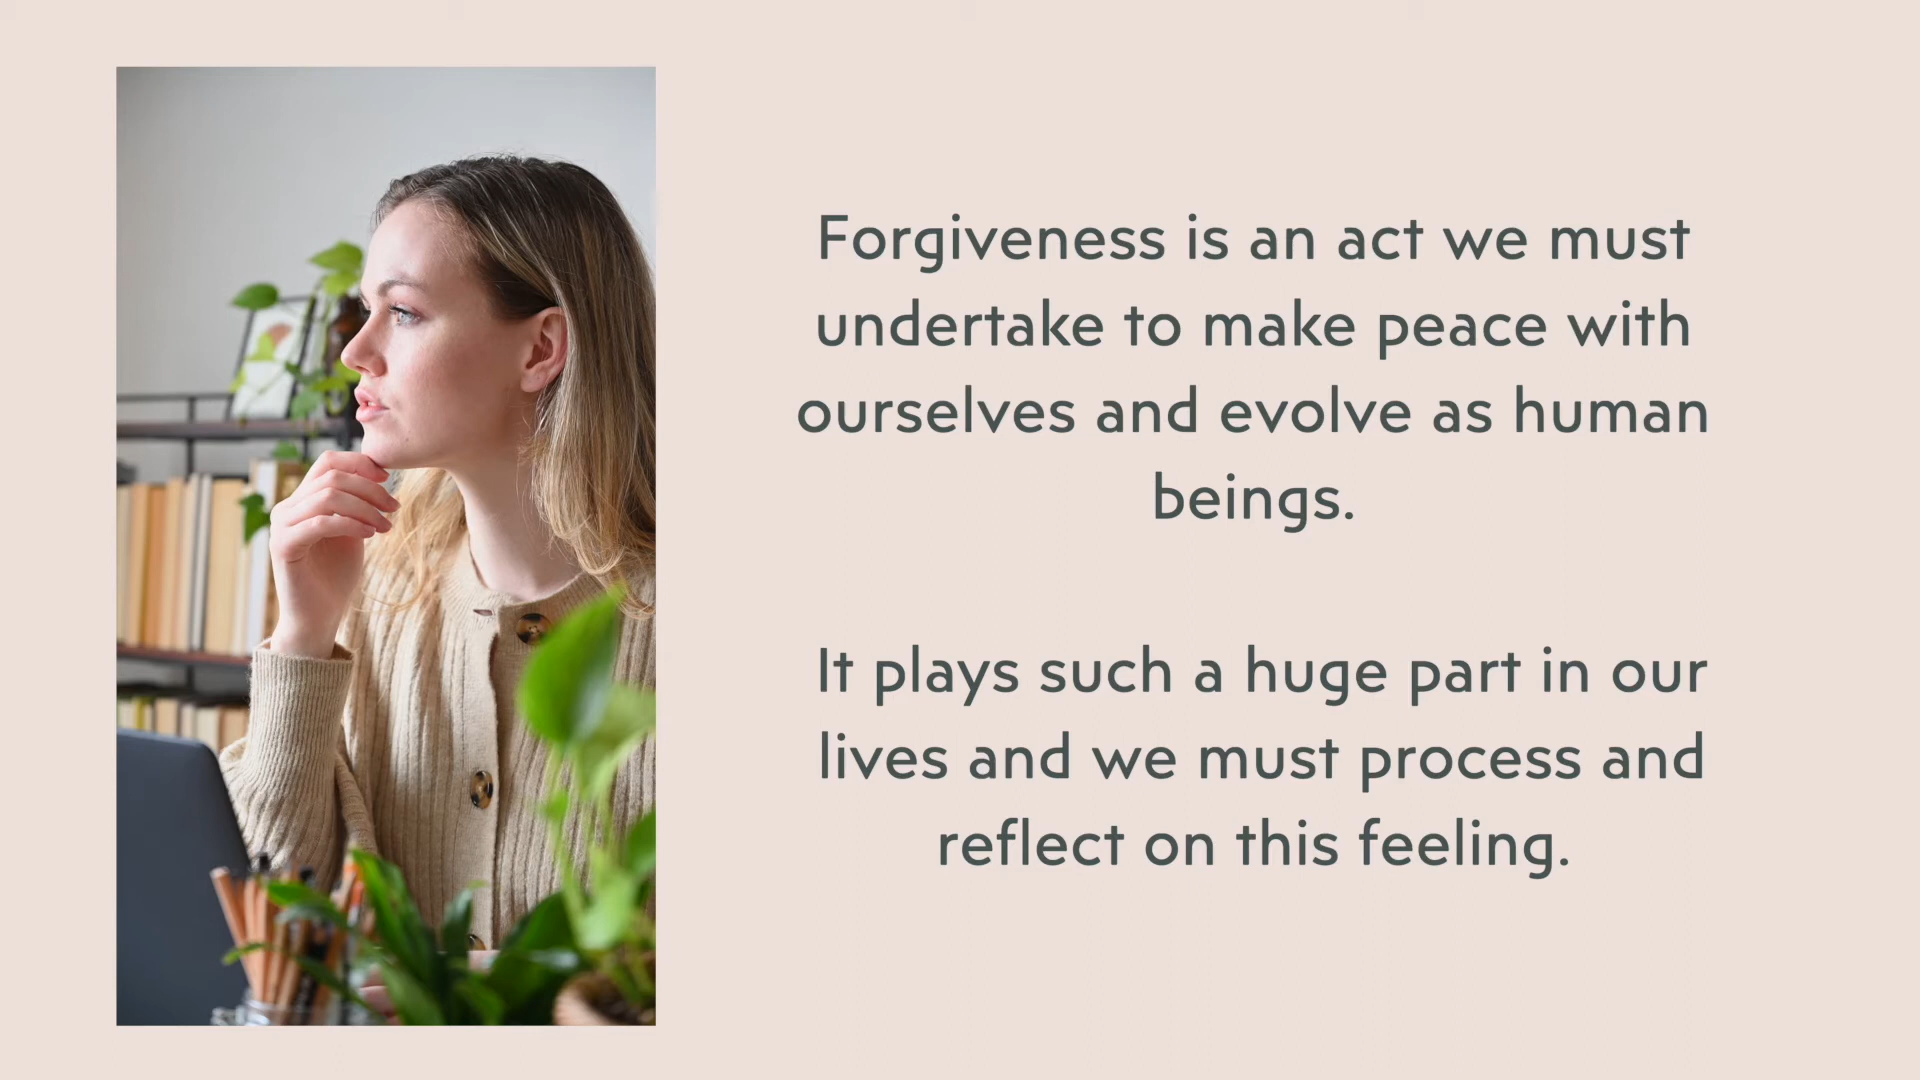 Forgiveness is an act we must
undertake to make peace with
ourselves and evolve as human
beings.
It plays such a huge part in our
lives and we must process and
reflect on this feeling.